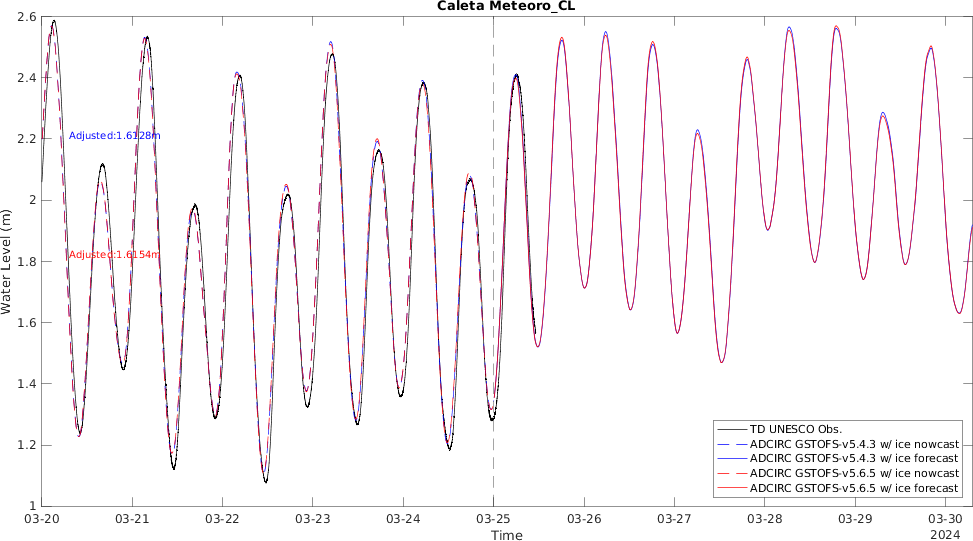 Caleta Meteoro_CL
2.6
2.4
2.2
2
1.8
1.6
1.4
1.2
1
Water Level (m)
Adjusted:1.6128m
Adjusted:1.6154m
TD UNESCO Obs.
ADCIRC GSTOFS-v5.4.3 w/ ice nowcast
ADCIRC GSTOFS-v5.4.3 w/ ice forecast
ADCIRC GSTOFS-v5.6.5 w/ ice nowcast
ADCIRC GSTOFS-v5.6.5 w/ ice forecast
03-20 03-21 03-22 03-23 03-24 03-25 03-26 03-27 03-28 03-29 03-30
Time
2024